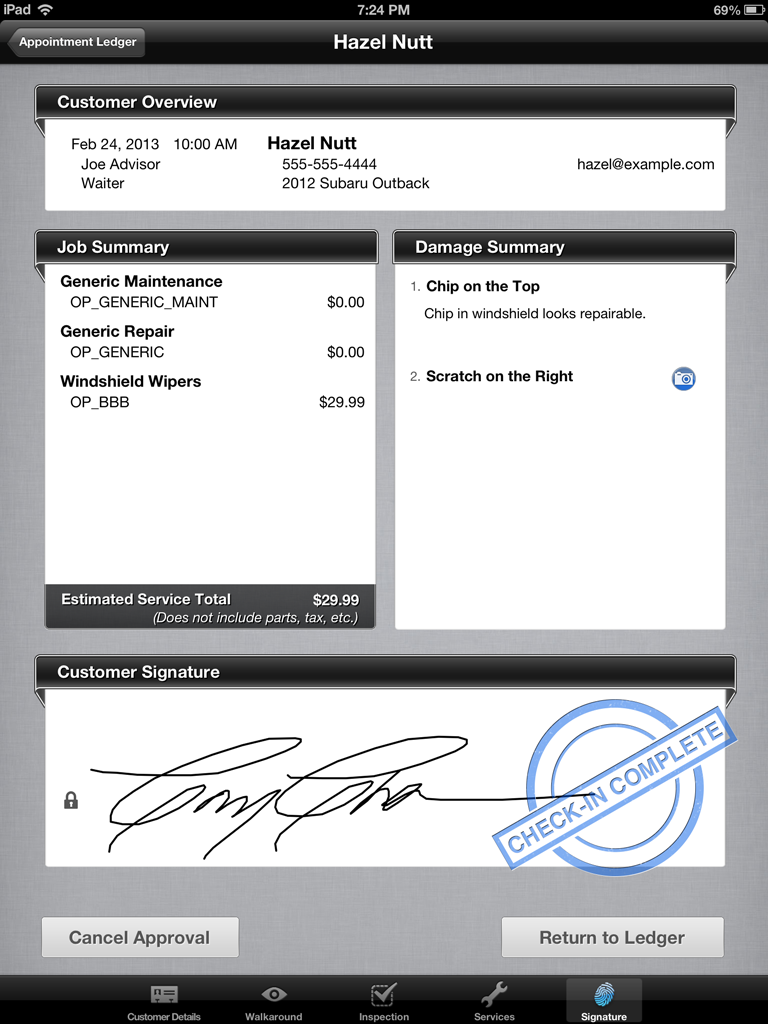 iPad 7:24 PM 69%
Appointment Ledger Hazel Nutt
Customer Overview
Feb 24, 2013 10:00 AM Hazel Nutt
Joe Advisor 555-555-4444 hazel@example.com
Waiter 2012 Subaru Outback
Job Summary
Generic Maintenance
OP_GENERIC_MAINT $0.00
Generic Repair
OP_GENERIC $0.00
Windshield Wipers
OP_BBB $29.99
Estimated Service Total $29.99
(Does not include parts, tax, etc.)
Damage Summary
1. Chip on the Top
Chip in windshield looks repairable.
2. Scratch on the Right
Customer Signature
CHECK-IN COMPLETE
Cancel Approval Return to Ledger
Customer Details Walkaround Inspection Services Signature